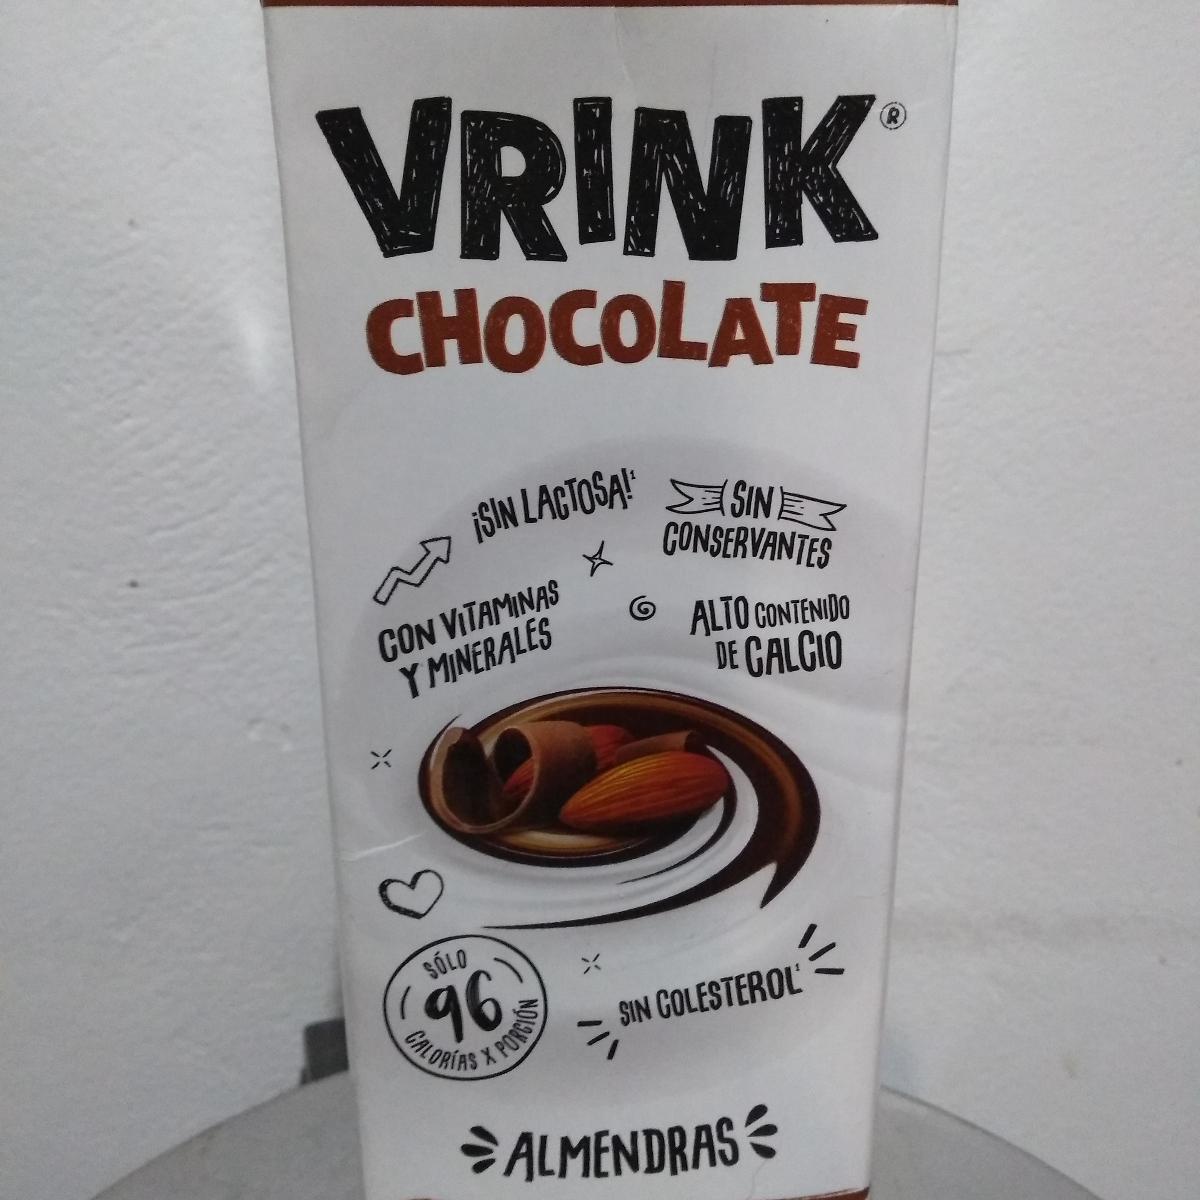 VRINK®
CHOCOLATE
¡SIN LACTOSA!¹
SIN
CONSERVANTES
CON VITAMINAS
Y MINERALES
ALTO CONTENIDO
DE CALCIO
SÓLO
96
CALORÍAS X PORCIÓN
SIN COLESTEROL¹
ALMENDRAS